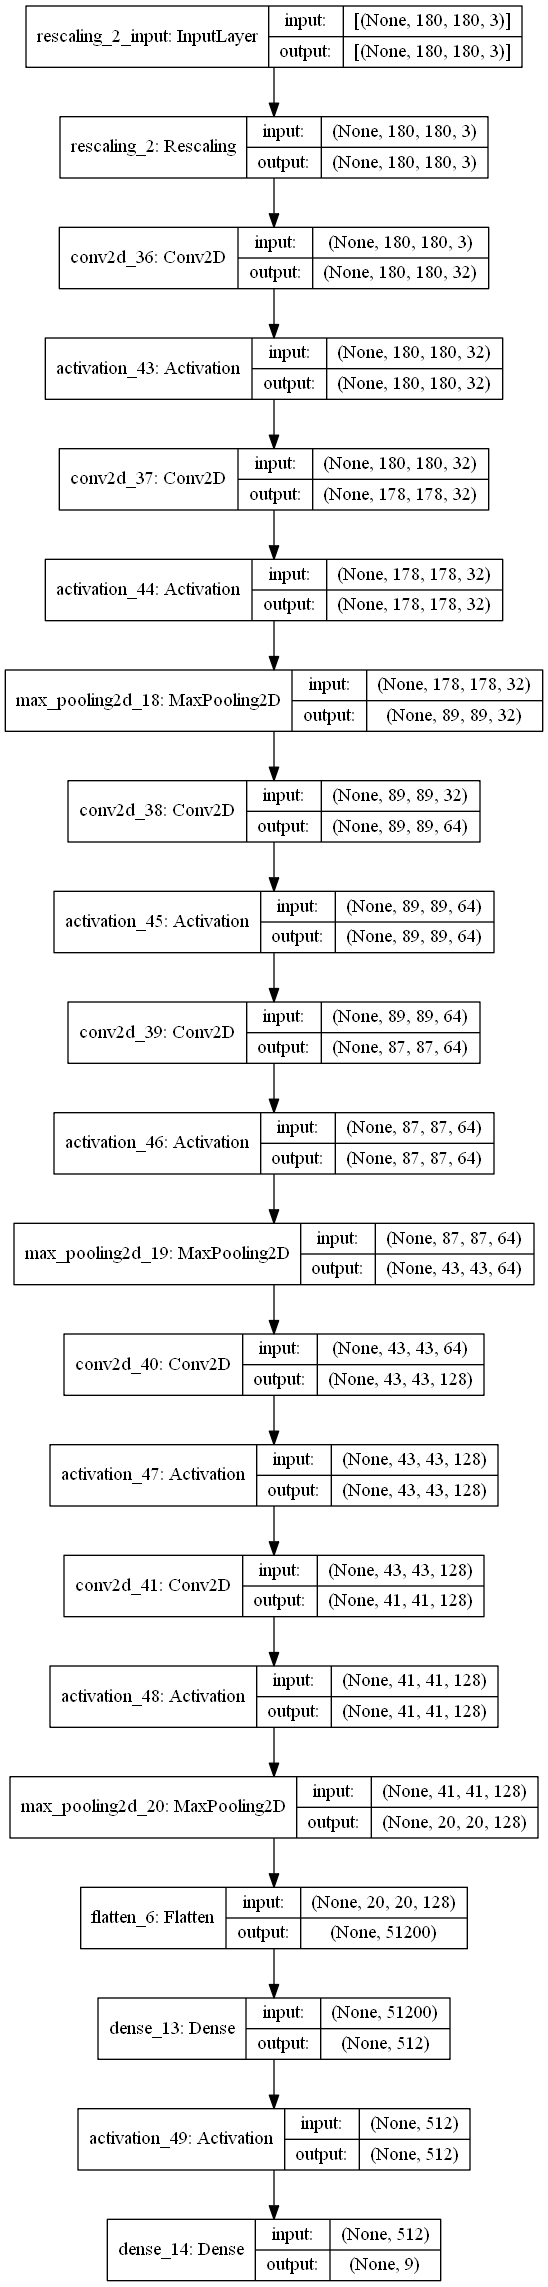 rescaling_2_input: InputLayer
input:
[(None, 180, 180, 3)]
output:
[(None, 180, 180, 3)]
rescaling_2: Rescaling
input:
(None, 180, 180, 3)
output:
(None, 180, 180, 3)
conv2d_36: Conv2D
input:
(None, 180, 180, 3)
output:
(None, 180, 180, 32)
activation_43: Activation
input:
(None, 180, 180, 32)
output:
(None, 180, 180, 32)
conv2d_37: Conv2D
input:
(None, 180, 180, 32)
output:
(None, 178, 178, 32)
activation_44: Activation
input:
(None, 178, 178, 32)
output:
(None, 178, 178, 32)
max_pooling2d_18: MaxPooling2D
input:
(None, 178, 178, 32)
output:
(None, 89, 89, 32)
conv2d_38: Conv2D
input:
(None, 89, 89, 32)
output:
(None, 89, 89, 64)
activation_45: Activation
input:
(None, 89, 89, 64)
output:
(None, 89, 89, 64)
conv2d_39: Conv2D
input:
(None, 89, 89, 64)
output:
(None, 87, 87, 64)
activation_46: Activation
input:
(None, 87, 87, 64)
output:
(None, 87, 87, 64)
max_pooling2d_19: MaxPooling2D
input:
(None, 87, 87, 64)
output:
(None, 43, 43, 64)
conv2d_40: Conv2D
input:
(None, 43, 43, 64)
output:
(None, 43, 43, 128)
activation_47: Activation
input:
(None, 43, 43, 128)
output:
(None, 43, 43, 128)
conv2d_41: Conv2D
input:
(None, 43, 43, 128)
output:
(None, 41, 41, 128)
activation_48: Activation
input:
(None, 41, 41, 128)
output:
(None, 41, 41, 128)
max_pooling2d_20: MaxPooling2D
input:
(None, 41, 41, 128)
output:
(None, 20, 20, 128)
flatten_6: Flatten
input:
(None, 20, 20, 128)
output:
(None, 51200)
dense_13: Dense
input:
(None, 51200)
output:
(None, 512)
activation_49: Activation
input:
(None, 512)
output:
(None, 512)
dense_14: Dense
input:
(None, 512)
output:
(None, 9)